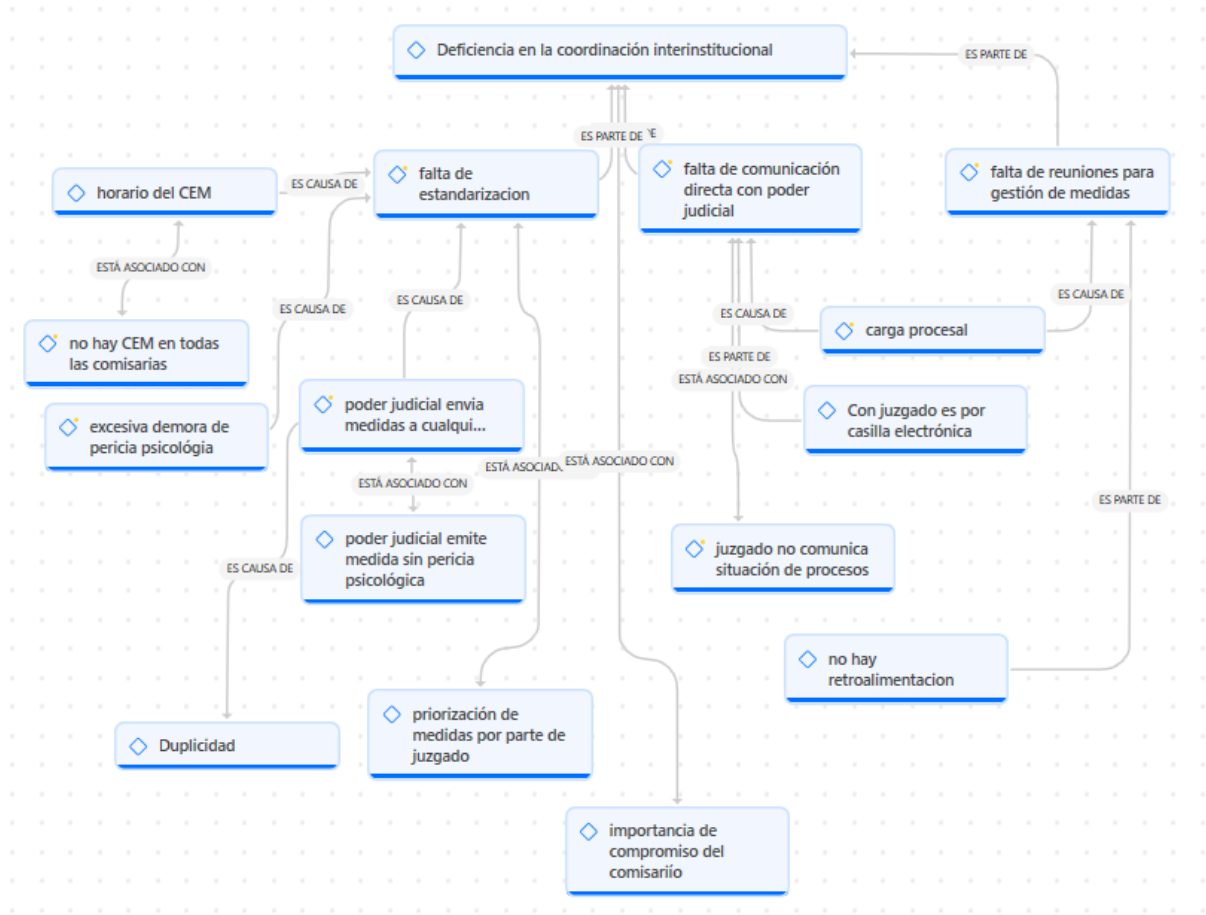 Deficiencia en la coordinación interinstitucional
ES PARTE DE
ES PARTE DE
falta de
estandarizacion
falta de comunicación
directa con poder
judicial
falta de reuniones para
gestión de medidas
horario del CEM
ES CAUSA DE
ESTÁ ASOCIADO CON
ES CAUSA DE
ES CAUSA DE
ES CAUSA DE
ES CAUSA DE
no hay CEM en todas
las comisarias
carga procesal
ES PARTE DE
ESTÁ ASOCIADO CON
poder judicial envia
medidas a cualqui...
Con juzgado es por
casilla electrónica
excesiva demora de
pericia psicológia
ESTÁ ASOCIADO CON
ESTÁ
ESTÁ ASOCIADO CON
ES PARTE DE
poder judicial emite
medida sin pericia
psicológica
juzgado no comunica
situación de procesos
ES CAUSA DE
no hay
retroalimentacion
priorización de
medidas por parte de
juzgado
Duplicidad
importancia de
compromiso del
comisariío